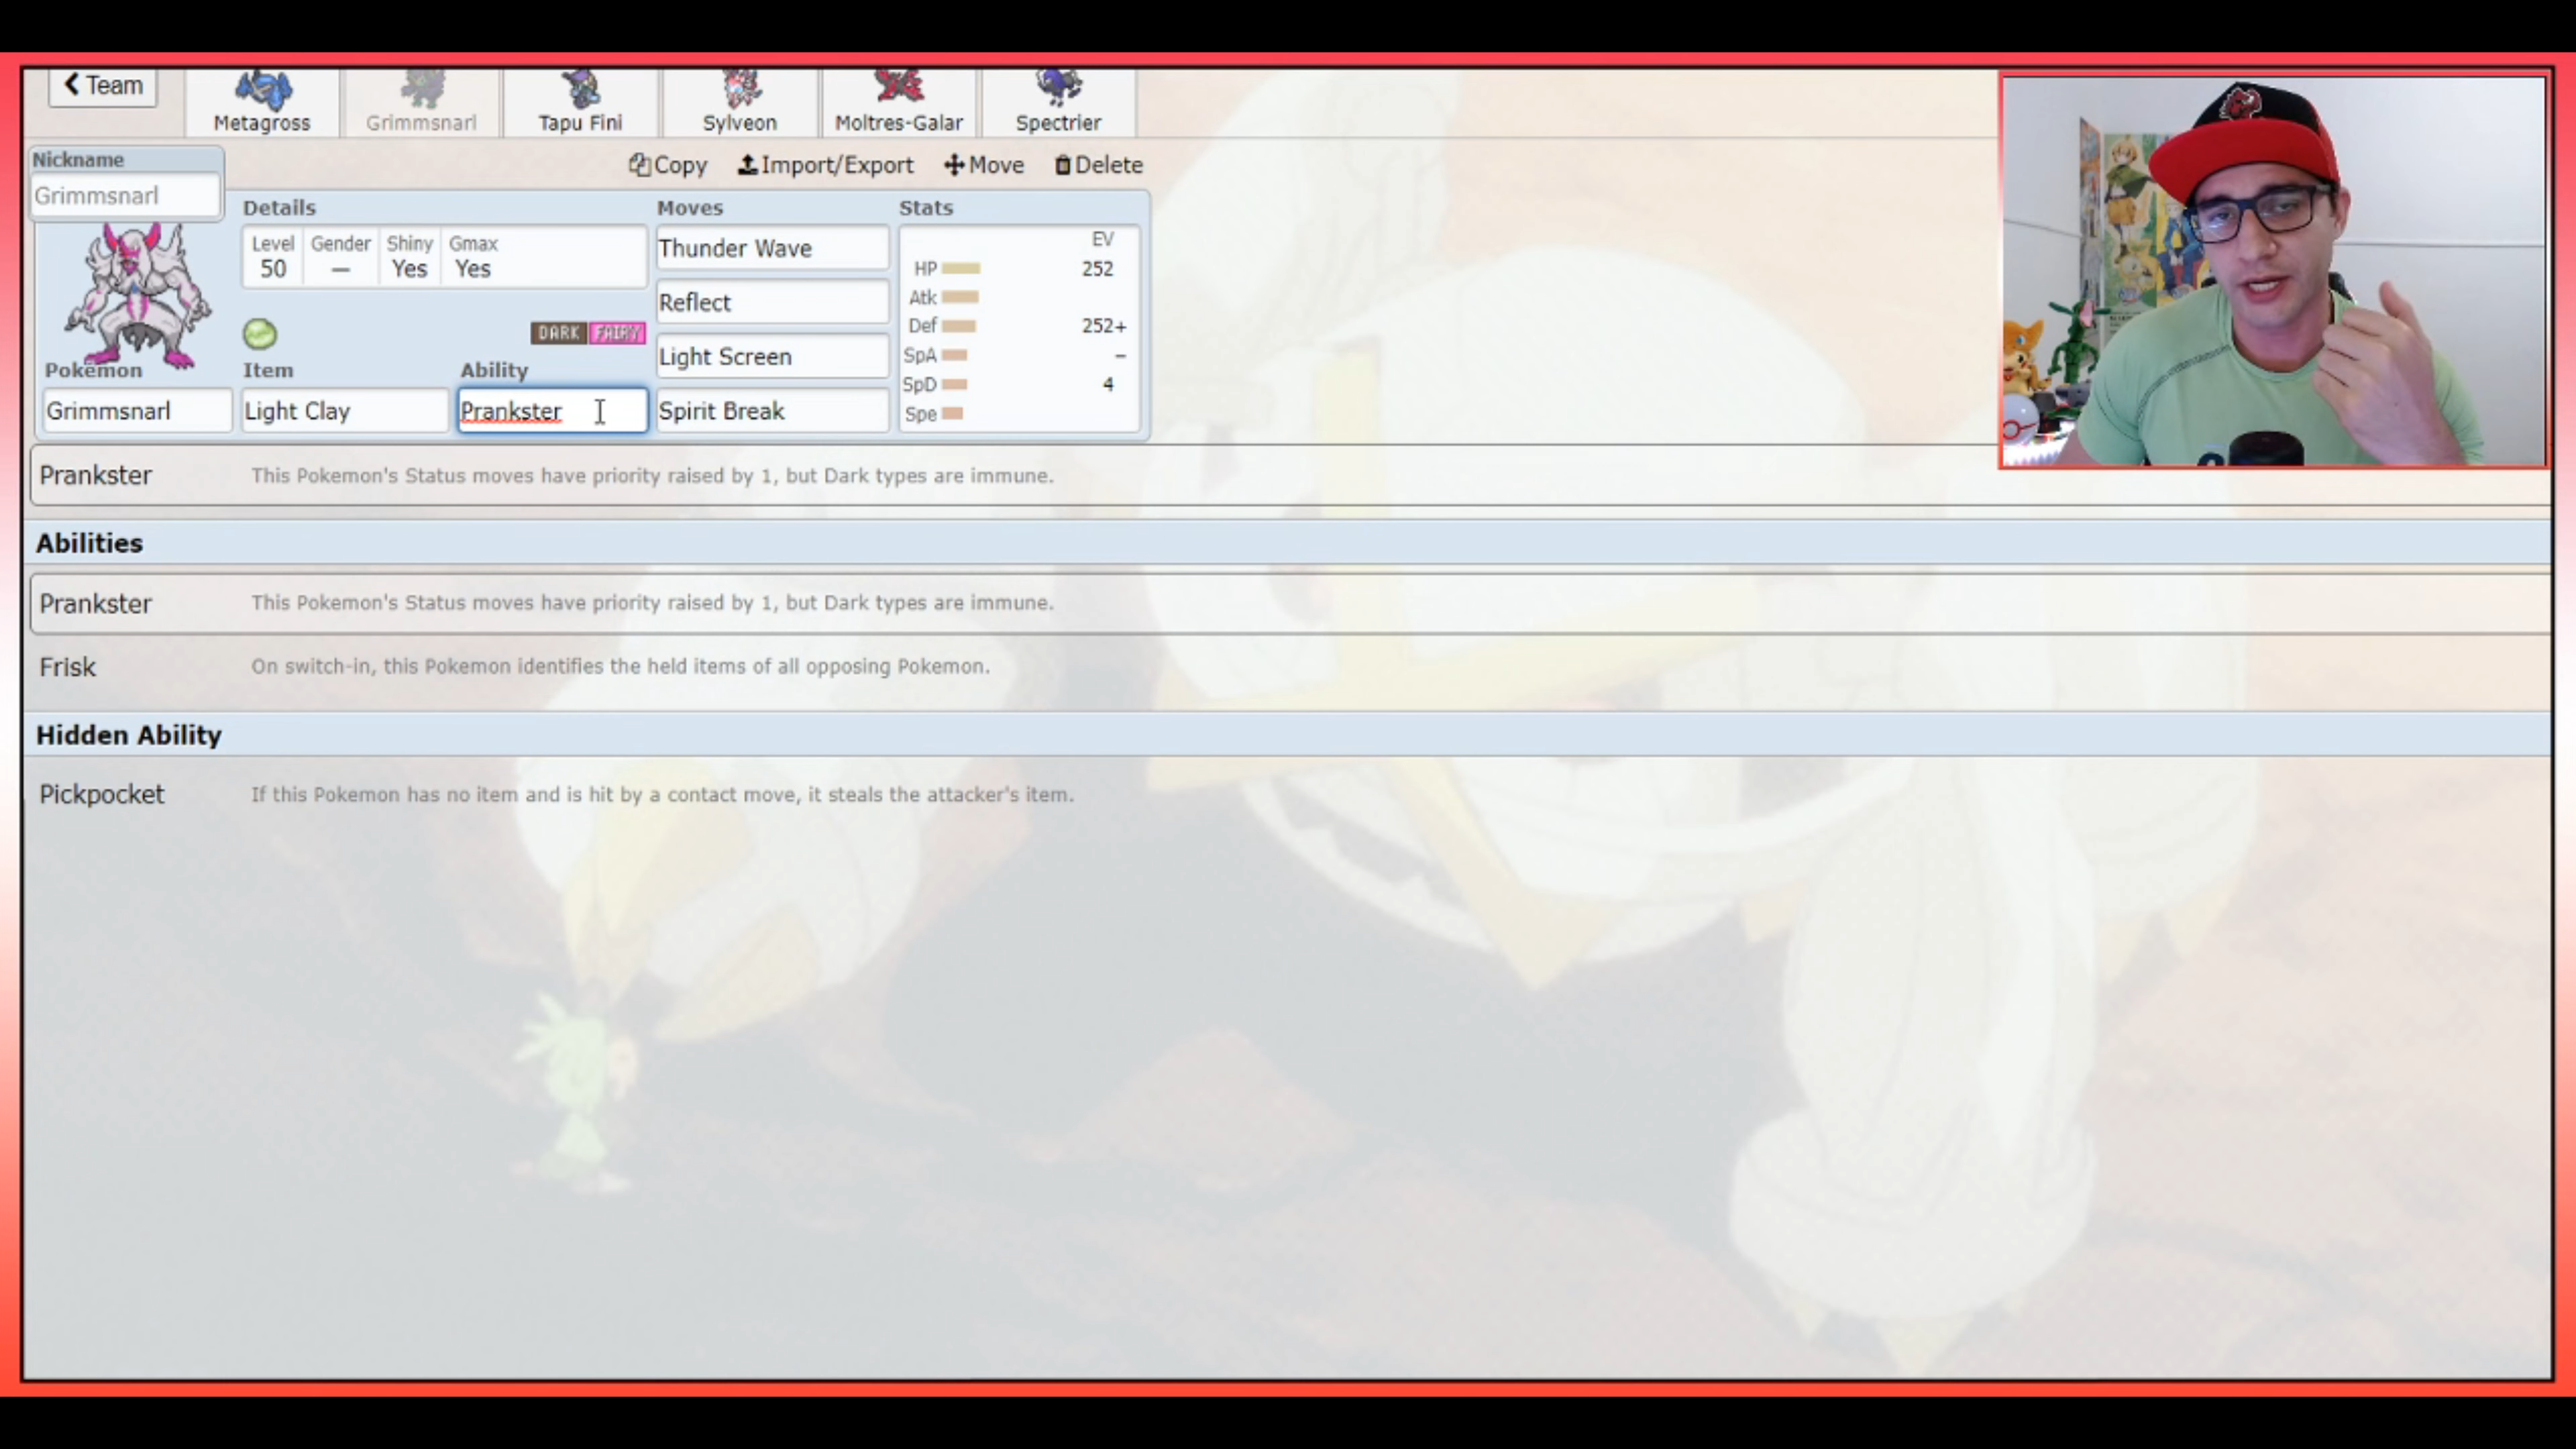 Team
Metagross
Grimmsnarl
Tapu Fini
Sylveon
Moltres-Galar
Spectrier
Nickname
Grimmsnarl
Copy
Import/Export
Move
Delete
Details
Moves
Stats
Level
Gender
Shiny
Gmax
50
—
Yes
Yes
Thunder Wave
Reflect
Light Screen
Spirit Break
EV
HP 252
Atk
Def 252+
SpA –
SpD 4
Spe
DARK FAIRY
Pokémon
Item
Ability
Grimmsnarl
Light Clay
Prankster
Prankster This Pokemon's Status moves have priority raised by 1, but Dark types are immune.
Abilities
Prankster This Pokemon's Status moves have priority raised by 1, but Dark types are immune.
Frisk On switch-in, this Pokemon identifies the held items of all opposing Pokemon.
Hidden Ability
Pickpocket If this Pokemon has no item and is hit by a contact move, it steals the attacker's item.